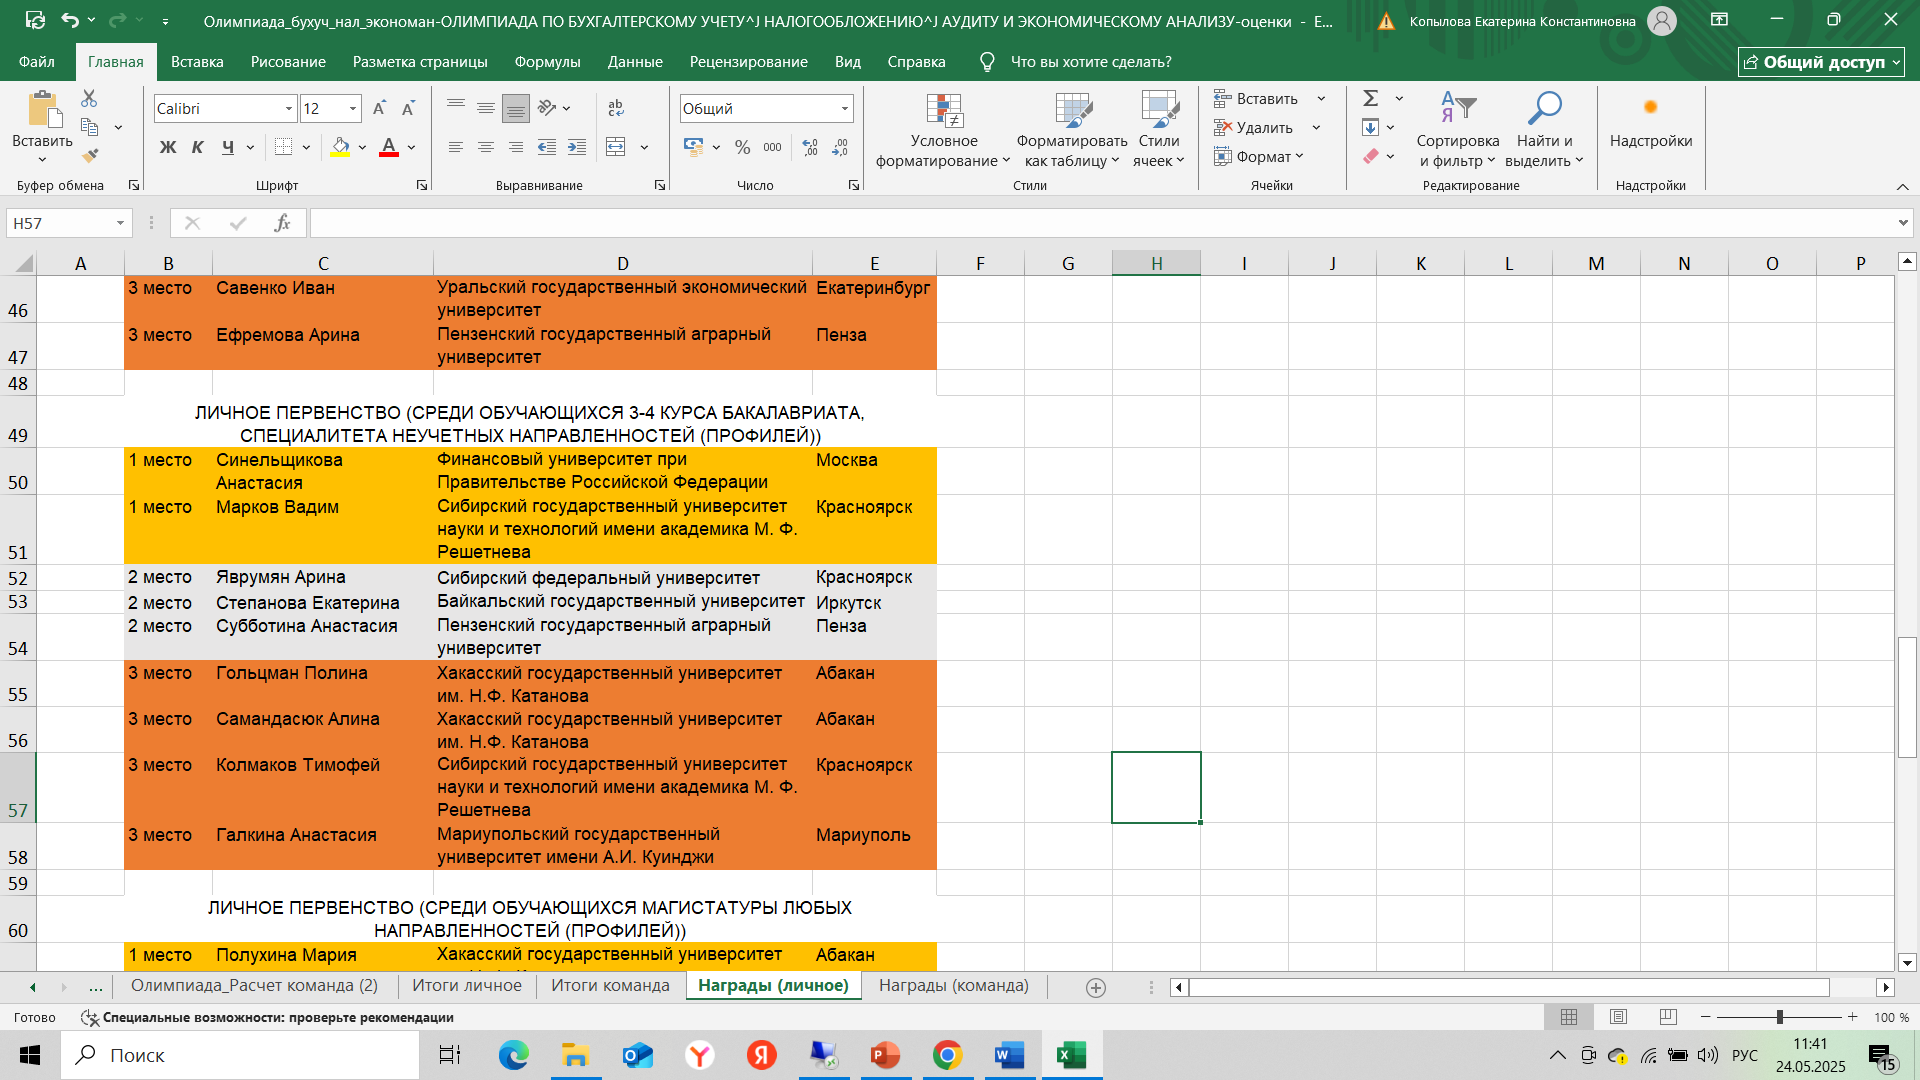 Олимпиада_бухуч_нал_экономан-ОЛИМПИАДА ПО БУХГАЛТЕРСКОМУ УЧЕТУ^J НАЛОГООБЛОЖЕНИЮ^J АУДИТУ И ЭКОНОМИЧЕСКОМУ АНАЛИЗУ-оценки - E...
Копылова Екатерина Константиновна
Файл Главная Вставка Рисование Разметка страницы Формулы Данные Рецензирование Вид Справка Что вы хотите сделать? Общий доступ
Вставить
Буфер обмена
Calibri 12
Ж К Ч
Шрифт
Выравнивание
Общий
% 000
Число
Условное форматирование
Форматировать как таблицу
Стили ячеек
Стили
Вставить
Удалить
Формат
Ячейки
Сортировка и фильтр
Найти и выделить
Редактирование
Надстройки
Надстройки
H57 fx
A B C D E F G H I J K L M N O P
46 3 место Савенко Иван Уральский государственный экономический университет Екатеринбург
47 3 место Ефремова Арина Пензенский государственный аграрный университет Пенза
48
49 ЛИЧНОЕ ПЕРВЕНСТВО (СРЕДИ ОБУЧАЮЩИХСЯ 3-4 КУРСА БАКАЛАВРИАТА,
СПЕЦИАЛИТЕТА НЕУЧЕТНЫХ НАПРАВЛЕННОСТЕЙ (ПРОФИЛЕЙ))
50 1 место Синельщикова Анастасия Финансовый университет при Правительстве Российской Федерации Москва
51 1 место Марков Вадим Сибирский государственный университет науки и технологий имени академика М. Ф. Решетнева Красноярск
52 2 место Яврумян Арина Сибирский федеральный университет Красноярск
53 2 место Степанова Екатерина Байкальский государственный университет Иркутск
54 2 место Субботина Анастасия Пензенский государственный аграрный университет Пенза
55 3 место Гольцман Полина Хакасский государственный университет им. Н.Ф. Катанова Абакан
56 3 место Самандасюк Алина Хакасский государственный университет им. Н.Ф. Катанова Абакан
57 3 место Колмаков Тимофей Сибирский государственный университет науки и технологий имени академика М. Ф. Решетнева Красноярск
58 3 место Галкина Анастасия Мариупольский государственный университет имени А.И. Куинджи Мариуполь
59
60 ЛИЧНОЕ ПЕРВЕНСТВО (СРЕДИ ОБУЧАЮЩИХСЯ МАГИСТАТУРЫ ЛЮБЫХ
НАПРАВЛЕННОСТЕЙ (ПРОФИЛЕЙ))
1 место Полухина Мария Хакасский государственный университет Абакан
... Олимпиада_Расчет команда (2) Итоги личное Итоги команда Награды (личное) Награды (команда)
Готово Специальные возможности: проверьте рекомендации 100 %
Поиск
РУС
11:41
24.05.2025
15